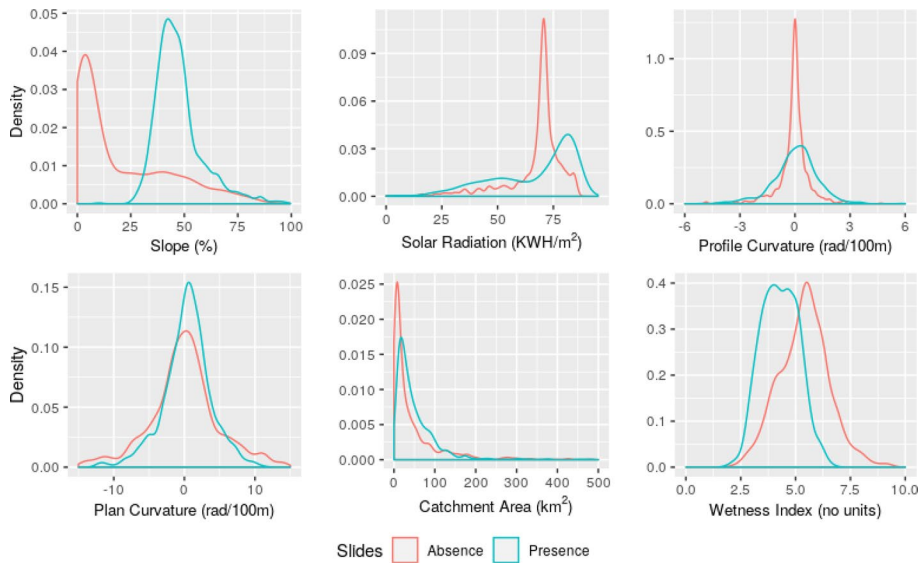 Density
0.05
0.04
0.03
0.02
0.01
0.00
0 25 50 75 100
Slope (%)
0.09
0.06
0.03
0.00
0 25 50 75
Solar Radiation (KWH/m²)
1.0
0.5
0.0
-6 -3 0 3 6
Profile Curvature (rad/100m)
Density
0.15
0.10
0.05
0.00
-10 0 10
Plan Curvature (rad/100m)
0.025
0.020
0.015
0.010
0.005
0.000
0 100 200 300 400 500
Catchment Area (km²)
0.4
0.3
0.2
0.1
0.0
0.0 2.5 5.0 7.5 10.0
Wetness Index (no units)
Slides Absence Presence